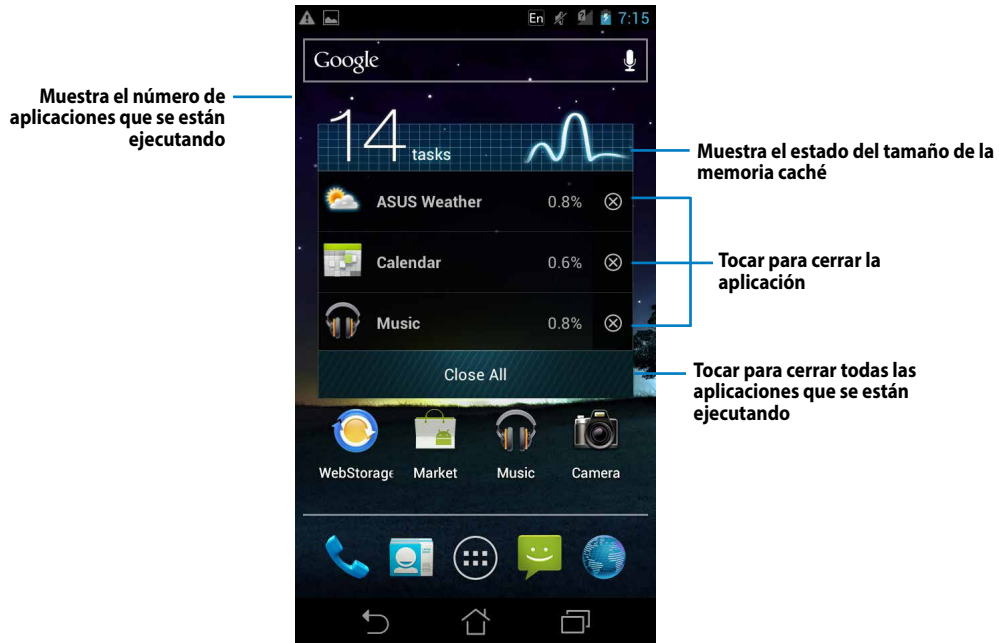 En 7:15
Google
Muestra el número de
aplicaciones que se están
ejecutando
14 tasks
Muestra el estado del tamaño de la
memoria caché
ASUS Weather 0.8%
Calendar 0.6%
Tocar para cerrar la
aplicación
Music 0.8%
Close All
Tocar para cerrar todas las
aplicaciones que se están
ejecutando
WebStorage Market Music Camera